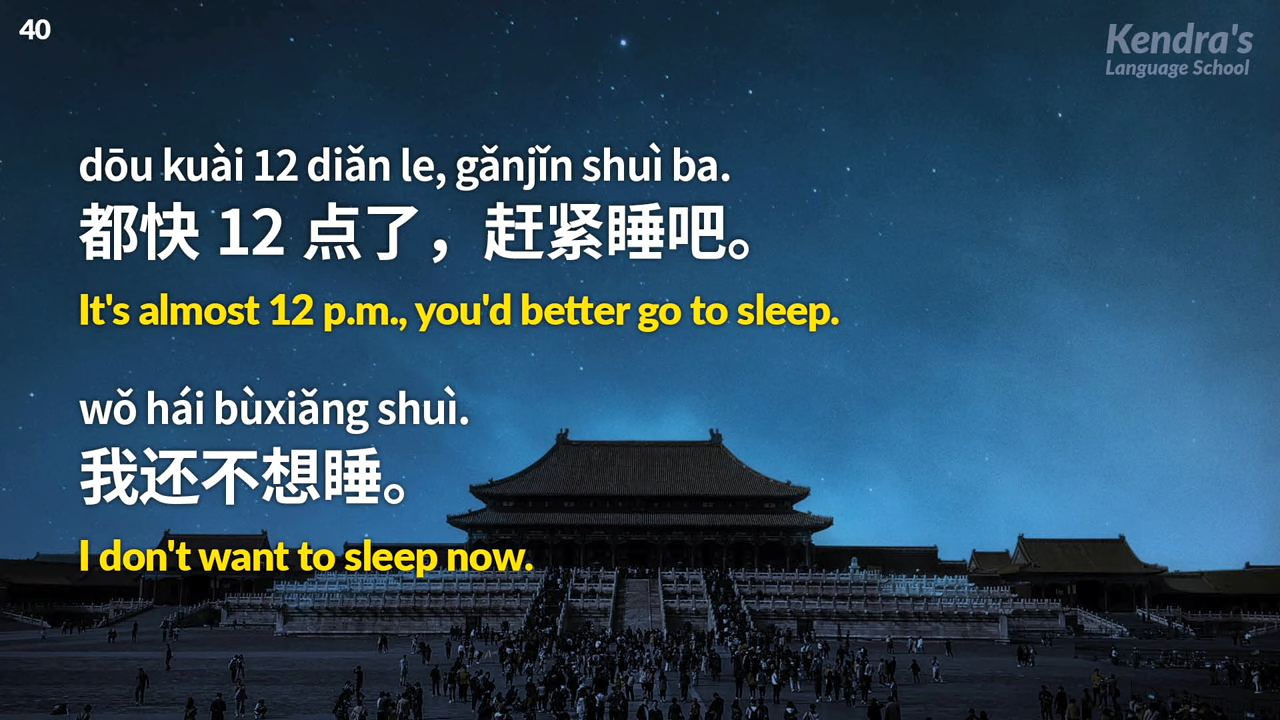 40
Kendra's
Language School
dōu kuài 12 diǎn le, gǎnjǐn shuì ba.
都快 12 点了，赶紧睡吧。
It's almost 12 p.m., you'd better go to sleep.
wǒ hái bùxiǎng shuì.
我还不想睡。
I don't want to sleep now.